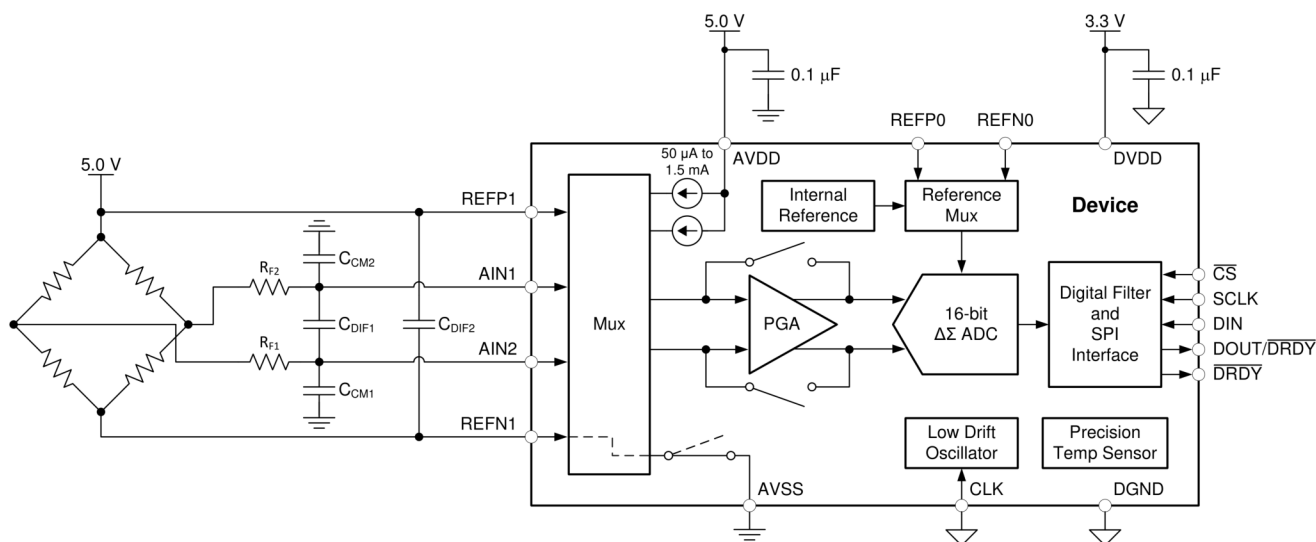 5.0 V
3.3 V
0.1 μF
0.1 μF
REFP0
REFN0
5.0 V
50 μA to
1.5 mA
AVDD
DVDD
REFP1
Internal
Reference
Reference
Mux
Device
C_CM2
R_F2
AIN1
Mux
PGA
16-bit
ΔΣ ADC
Digital Filter
and
SPI
Interface
C̅S̅
SCLK
DIN
DOUT/D̅R̅D̅Y̅
D̅R̅D̅Y̅
C_DIF1
C_DIF2
R_F1
AIN2
C_CM1
REFN1
Low Drift
Oscillator
Precision
Temp Sensor
AVSS
CLK
DGND